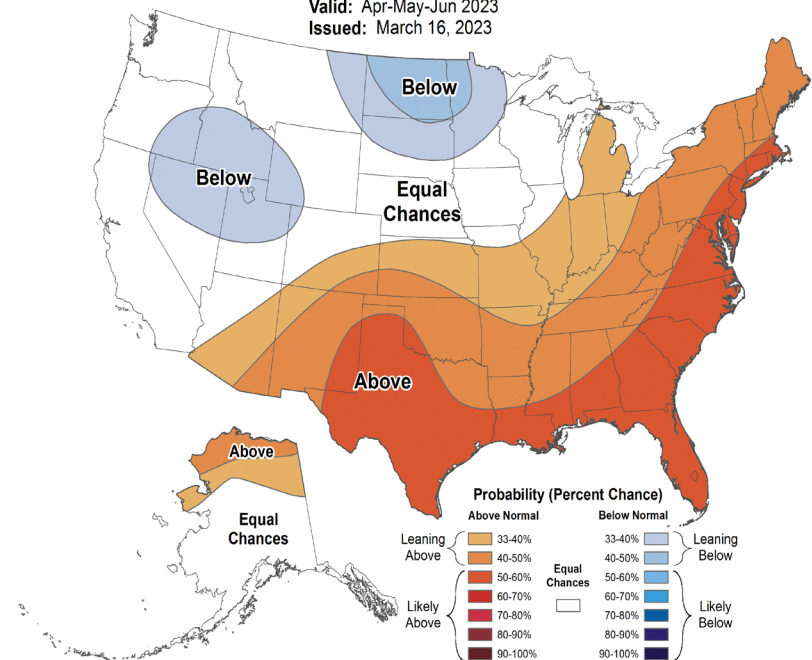 Valid: Apr-May-Jun 2023
Issued: March 16, 2023
Below
Below
Equal
Chances
Above
Above
Equal
Chances
Probability (Percent Chance)
Above Normal
Below Normal
Leaning
Above
33-40%
40-50%
50-60%
60-70%
70-80%
80-90%
90-100%
Likely
Above
Equal
Chances
33-40%
40-50%
50-60%
60-70%
70-80%
80-90%
90-100%
Leaning
Below
Likely
Below